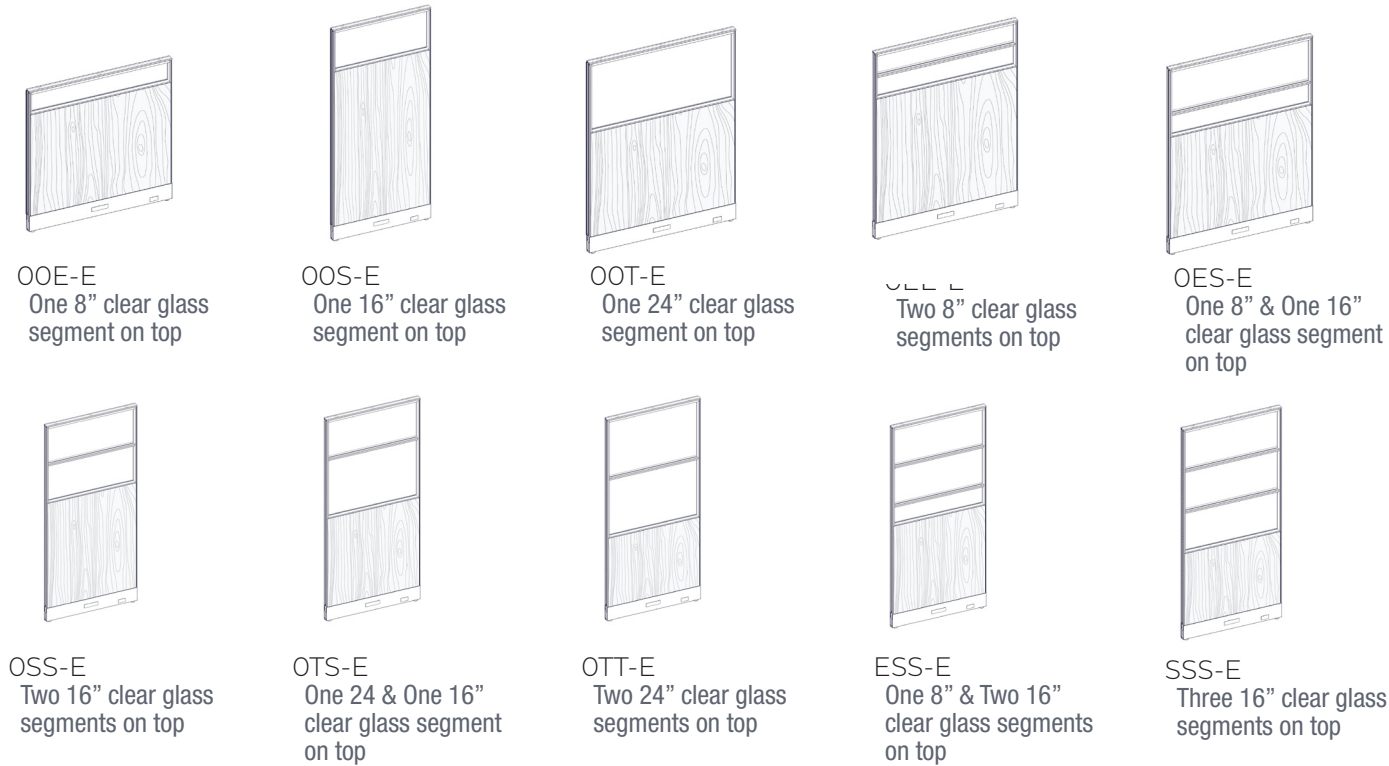 OOE-E
One 8” clear glass
segment on top
OOS-E
One 16” clear glass
segment on top
OOT-E
One 24” clear glass
segment on top
Two 8” clear glass
segments on top
OES-E
One 8” & One 16”
clear glass segment
on top
OSS-E
Two 16” clear glass
segments on top
OTS-E
One 24 & One 16”
clear glass segment
on top
OTT-E
Two 24” clear glass
segments on top
ESS-E
One 8” & Two 16”
clear glass segments
on top
SSS-E
Three 16” clear glass
segments on top